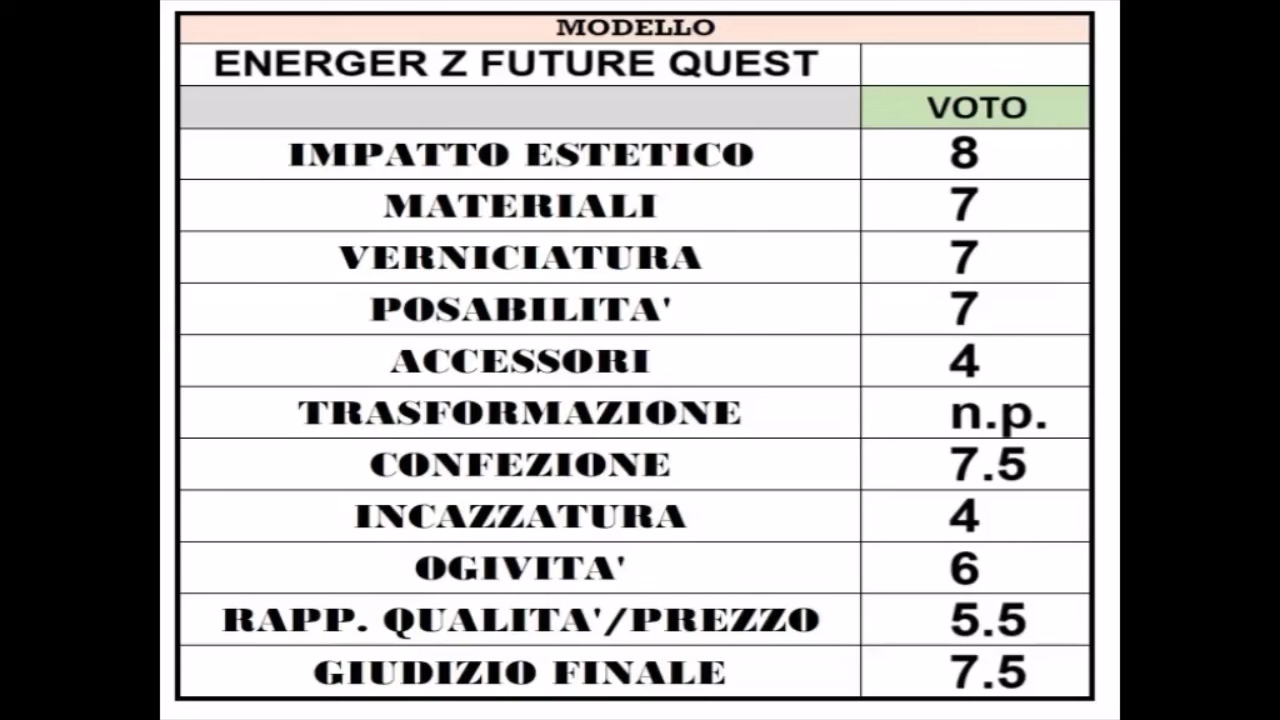 MODELLO
ENERGER Z FUTURE QUEST
VOTO
IMPATTO ESTETICO 8
MATERIALI 7
VERNICIATURA 7
POSABILITA' 7
ACCESSORI 4
TRASFORMAZIONE n.p.
CONFEZIONE 7.5
INCAZZATURA 4
OGIVITA' 6
RAPP. QUALITA'/PREZZO 5.5
GIUDIZIO FINALE 7.5